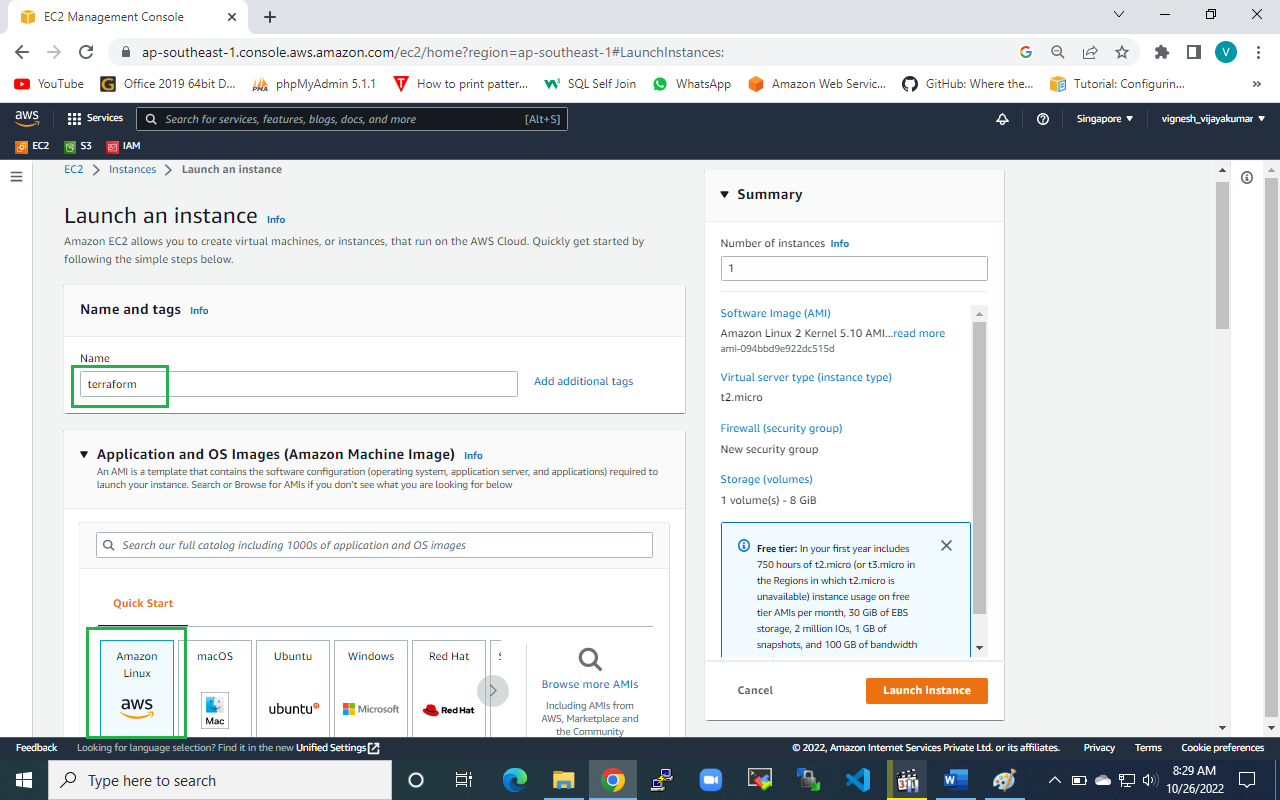 EC2 Management Console
ap-southeast-1.console.aws.amazon.com/ec2/home?region=ap-southeast-1#LaunchInstances:
V
YouTube
Office 2019 64bit D...
phpMyAdmin 5.1.1
How to print patter...
SQL Self Join
WhatsApp
Amazon Web Servic...
GitHub: Where the...
Tutorial: Configurin...
aws
Services
Search for services, features, blogs, docs, and more
[Alt+S]
Singapore
vignesh_vijayakumar
EC2
S3
IAM
EC2
Instances
Launch an instance
Launch an instance Info
Amazon EC2 allows you to create virtual machines, or instances, that run on the AWS Cloud. Quickly get started by
following the simple steps below.
Name and tags Info
Name
terraform
Add additional tags
Application and OS Images (Amazon Machine Image) Info
An AMI is a template that contains the software configuration (operating system, application server, and applications) required to
launch your instance. Search or Browse for AMIs if you don't see what you are looking for below
Search our full catalog including 1000s of application and OS images
Quick Start
Amazon
Linux
aws
macOS
Mac
Ubuntu
ubuntu
Windows
Microsoft
Red Hat
Red Hat
Browse more AMIs
Including AMIs from
AWS, Marketplace and
the Community
Summary
Number of instances Info
1
Software Image (AMI)
Amazon Linux 2 Kernel 5.10 AMI...read more
ami-094bbd9e922dc515d
Virtual server type (instance type)
t2.micro
Firewall (security group)
New security group
Storage (volumes)
1 volume(s) - 8 GiB
Free tier: In your first year includes
750 hours of t2.micro (or t3.micro in
the Regions in which t2.micro is
unavailable) instance usage on free
tier AMIs per month, 30 GiB of EBS
storage, 2 million IOs, 1 GB of
snapshots, and 100 GB of bandwidth
Cancel
Launch instance
Feedback
Looking for language selection? Find it in the new Unified Settings
© 2022, Amazon Internet Services Private Ltd. or its affiliates.
Privacy
Terms
Cookie preferences
Type here to search
8:29 AM
10/26/2022